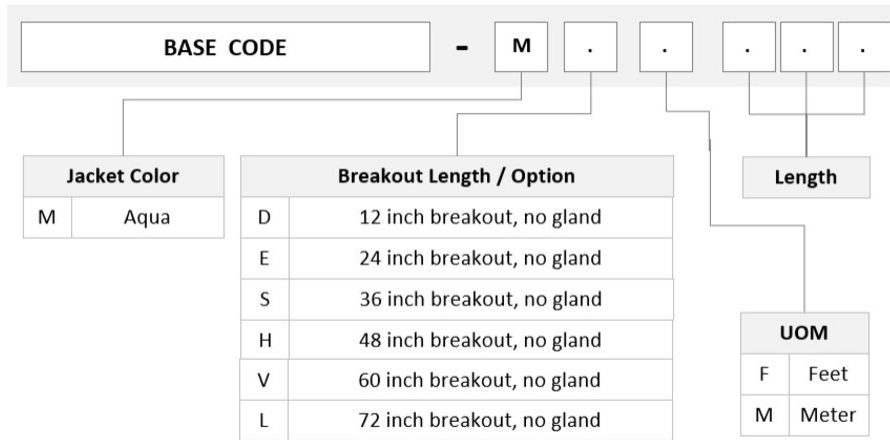 BASE CODE - M . . . . .
Jacket Color
M Aqua
Breakout Length / Option
D 12 inch breakout, no gland
E 24 inch breakout, no gland
S 36 inch breakout, no gland
H 48 inch breakout, no gland
V 60 inch breakout, no gland
L 72 inch breakout, no gland
Length
UOM
F Feet
M Meter